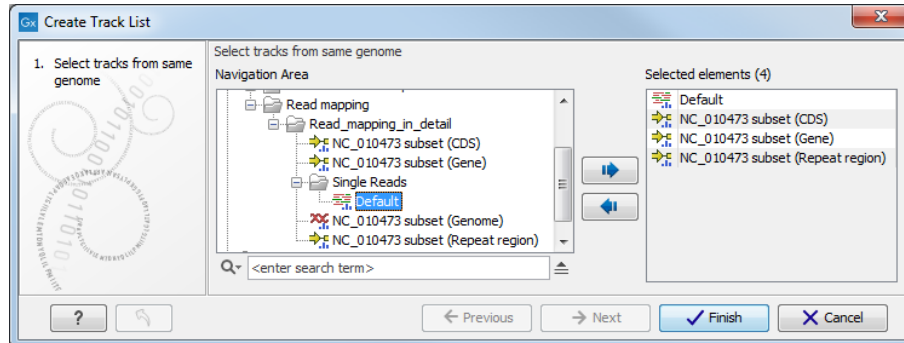 Gx Create Track List
1. Select tracks from same
genome
Select tracks from same genome
Navigation Area
Read mapping
Read_mapping_in_detail
NC_010473 subset (CDS)
NC_010473 subset (Gene)
Single Reads
Default
NC_010473 subset (Genome)
NC_010473 subset (Repeat region)
<enter search term>
Selected elements (4)
Default
NC_010473 subset (CDS)
NC_010473 subset (Gene)
NC_010473 subset (Repeat region)
?
Previous
Next
Finish
Cancel